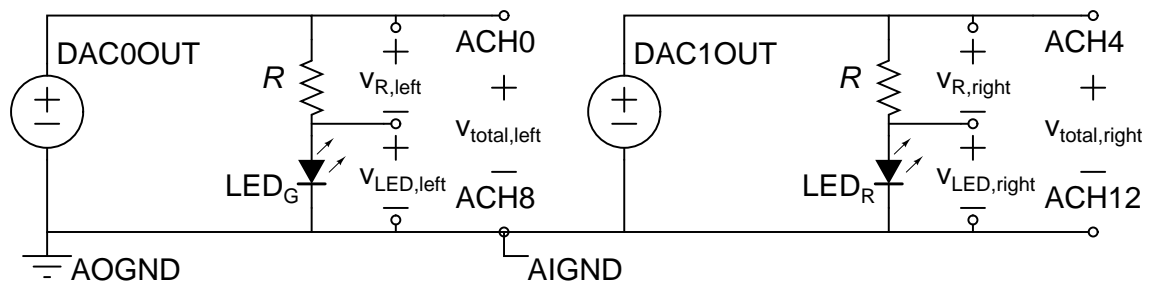 DAC0OUT
R
v_R,left
ACH0
v_total,left
LED_G
v_LED,left
ACH8
AOGND
AIGND
DAC1OUT
R
v_R,right
ACH4
v_total,right
LED_R
v_LED,right
ACH12